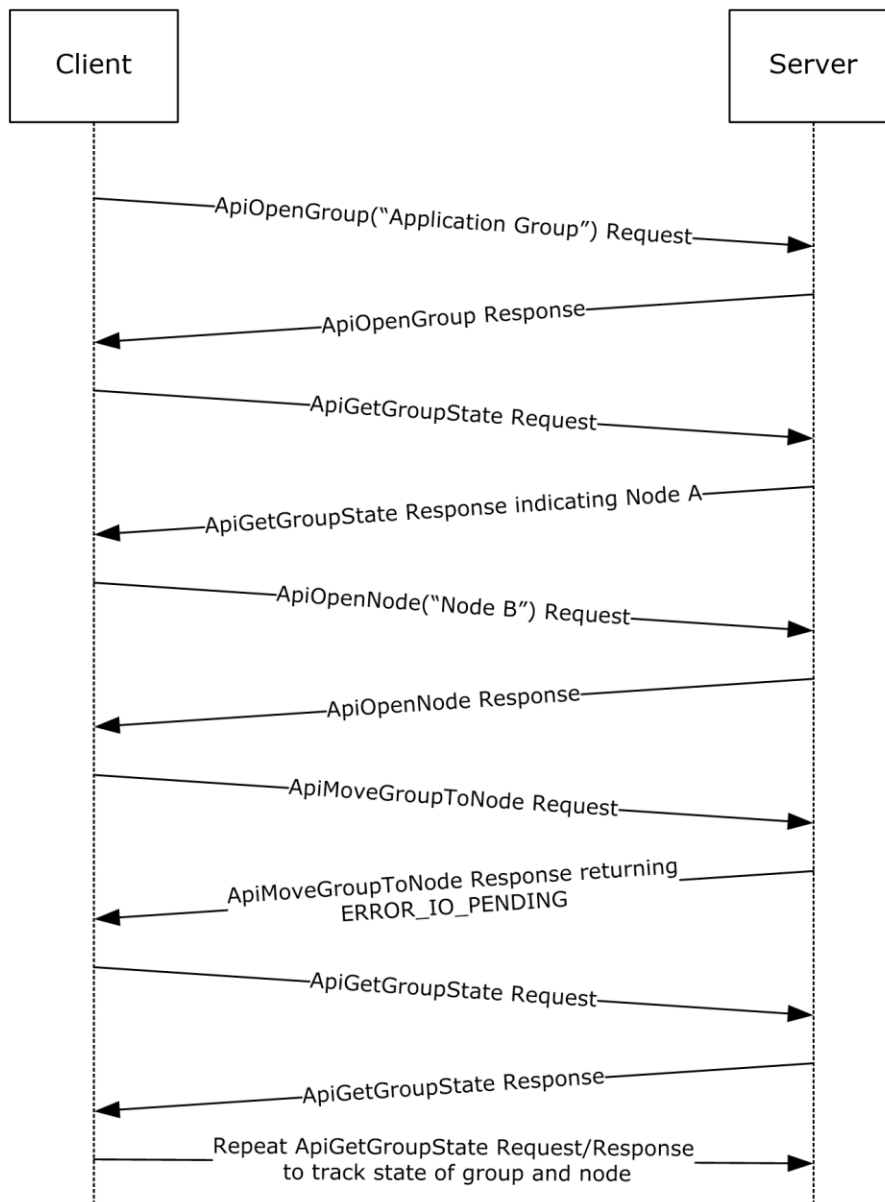 Client
Server
ApiOpenGroup(“Application Group”) Request
ApiOpenGroup Response
ApiGetGroupState Request
ApiGetGroupState Response indicating Node A
ApiOpenNode(“Node B”) Request
ApiOpenNode Response
ApiMoveGroupToNode Request
ApiMoveGroupToNode Response returning
ERROR_IO_PENDING
ApiGetGroupState Request
ApiGetGroupState Response
Repeat ApiGetGroupState Request/Response
to track state of group and node